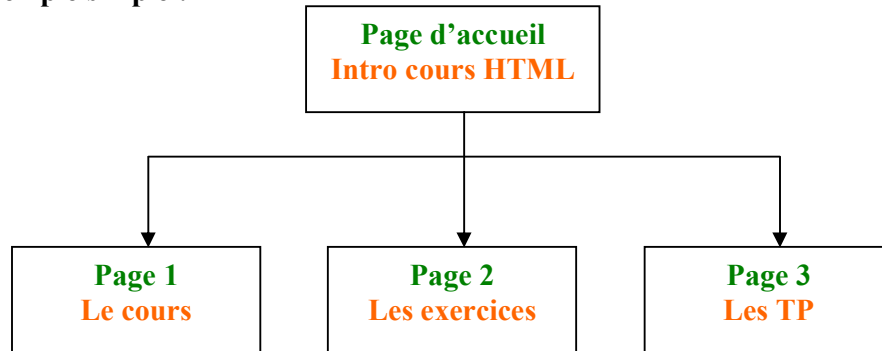 Page d’accueil
Intro cours HTML
Page 1
Le cours
Page 2
Les exercices
Page 3
Les TP